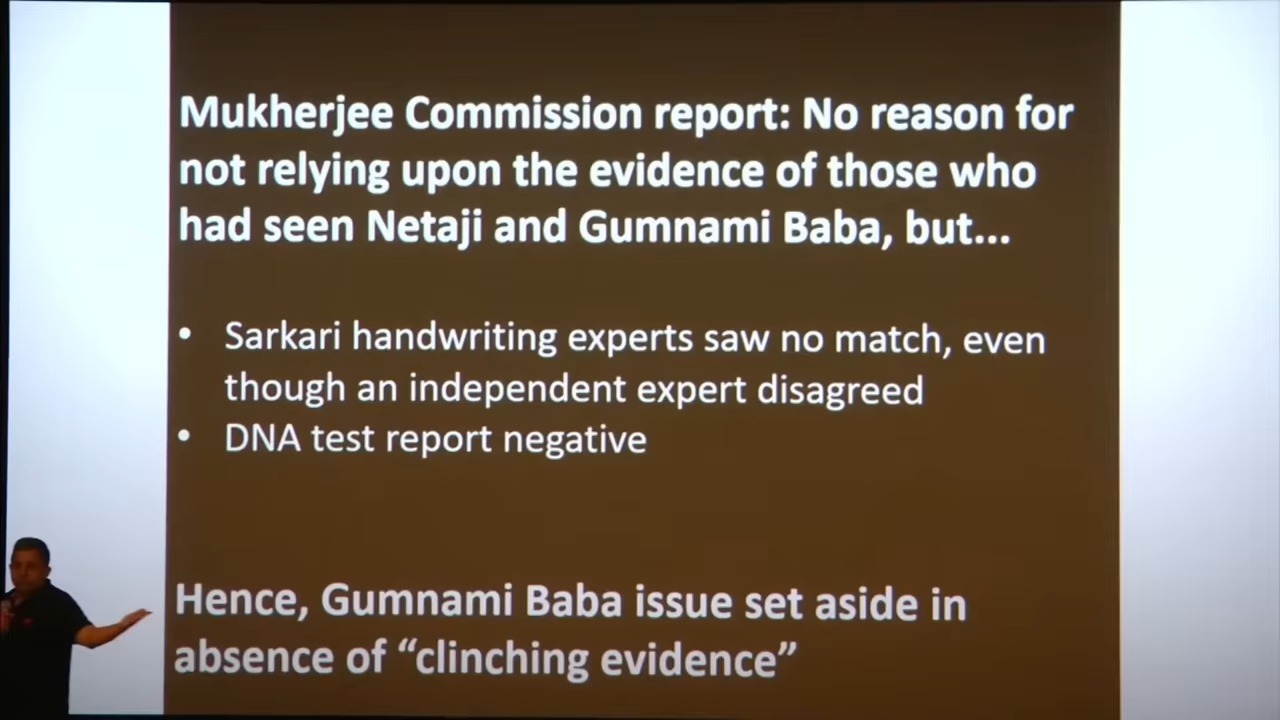 Mukherjee Commission report: No reason for
not relying upon the evidence of those who
had seen Netaji and Gumnami Baba, but...
• Sarkari handwriting experts saw no match, even
though an independent expert disagreed
• DNA test report negative
Hence, Gumnami Baba issue set aside in
absence of “clinching evidence”